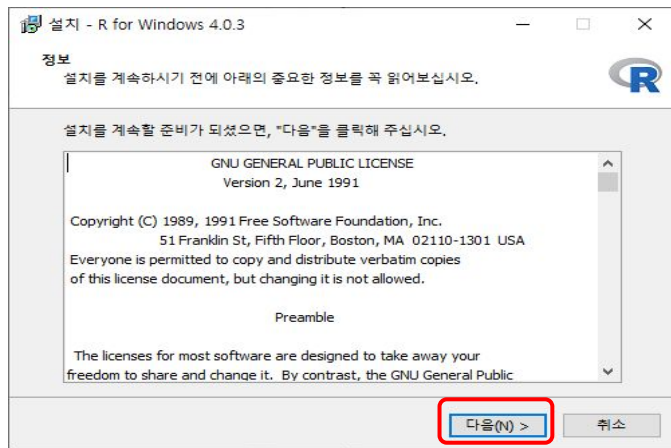 설치 - R for Windows 4.0.3
정보
설치를 계속하시기 전에 아래의 중요한 정보를 꼭 읽어보십시오.
R
설치를 계속할 준비가 되셨으면, "다음"을 클릭해 주십시오.
GNU GENERAL PUBLIC LICENSE
Version 2, June 1991
Copyright (C) 1989, 1991 Free Software Foundation, Inc.
51 Franklin St, Fifth Floor, Boston, MA 02110-1301 USA
Everyone is permitted to copy and distribute verbatim copies
of this license document, but changing it is not allowed.
Preamble
The licenses for most software are designed to take away your
freedom to share and change it. By contrast, the GNU General Public
다음(N) >
취소